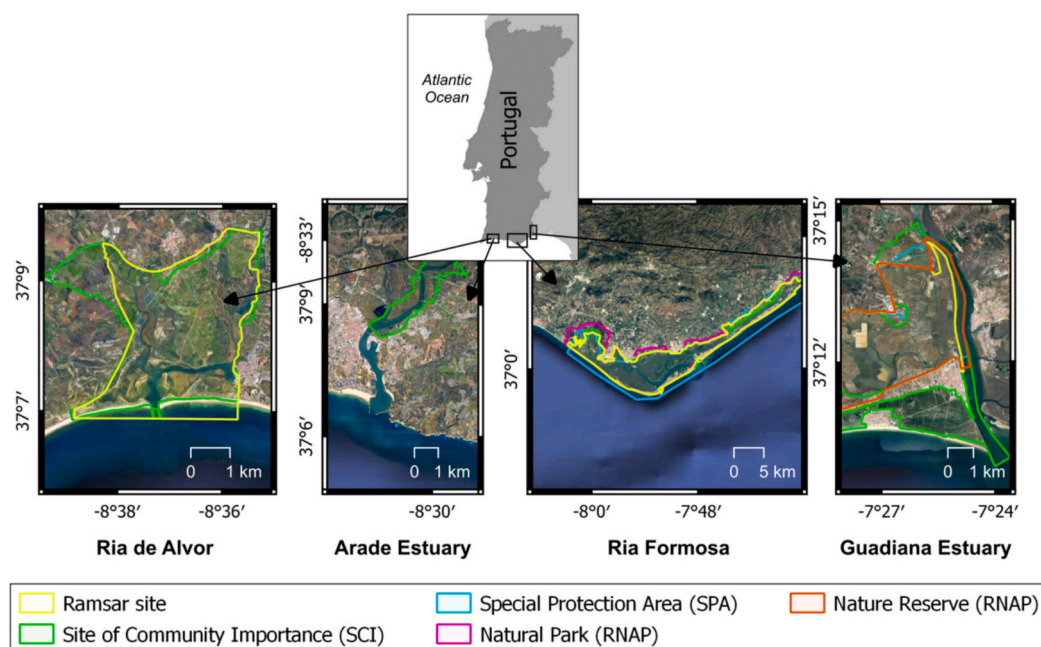 Atlantic
Ocean
Portugal
37°9′
37°7′
-8°38′
-8°36′
0 1 km
Ria de Alvor
-8°33′
37°9′
37°6′
-8°30′
0 1 km
Arade Estuary
37°0′
-8°0′
-7°48′
0 5 km
Ria Formosa
37°15′
37°12′
-7°27′
-7°24′
0 1 km
Guadiana Estuary
Ramsar site
Site of Community Importance (SCI)
Special Protection Area (SPA)
Natural Park (RNAP)
Nature Reserve (RNAP)